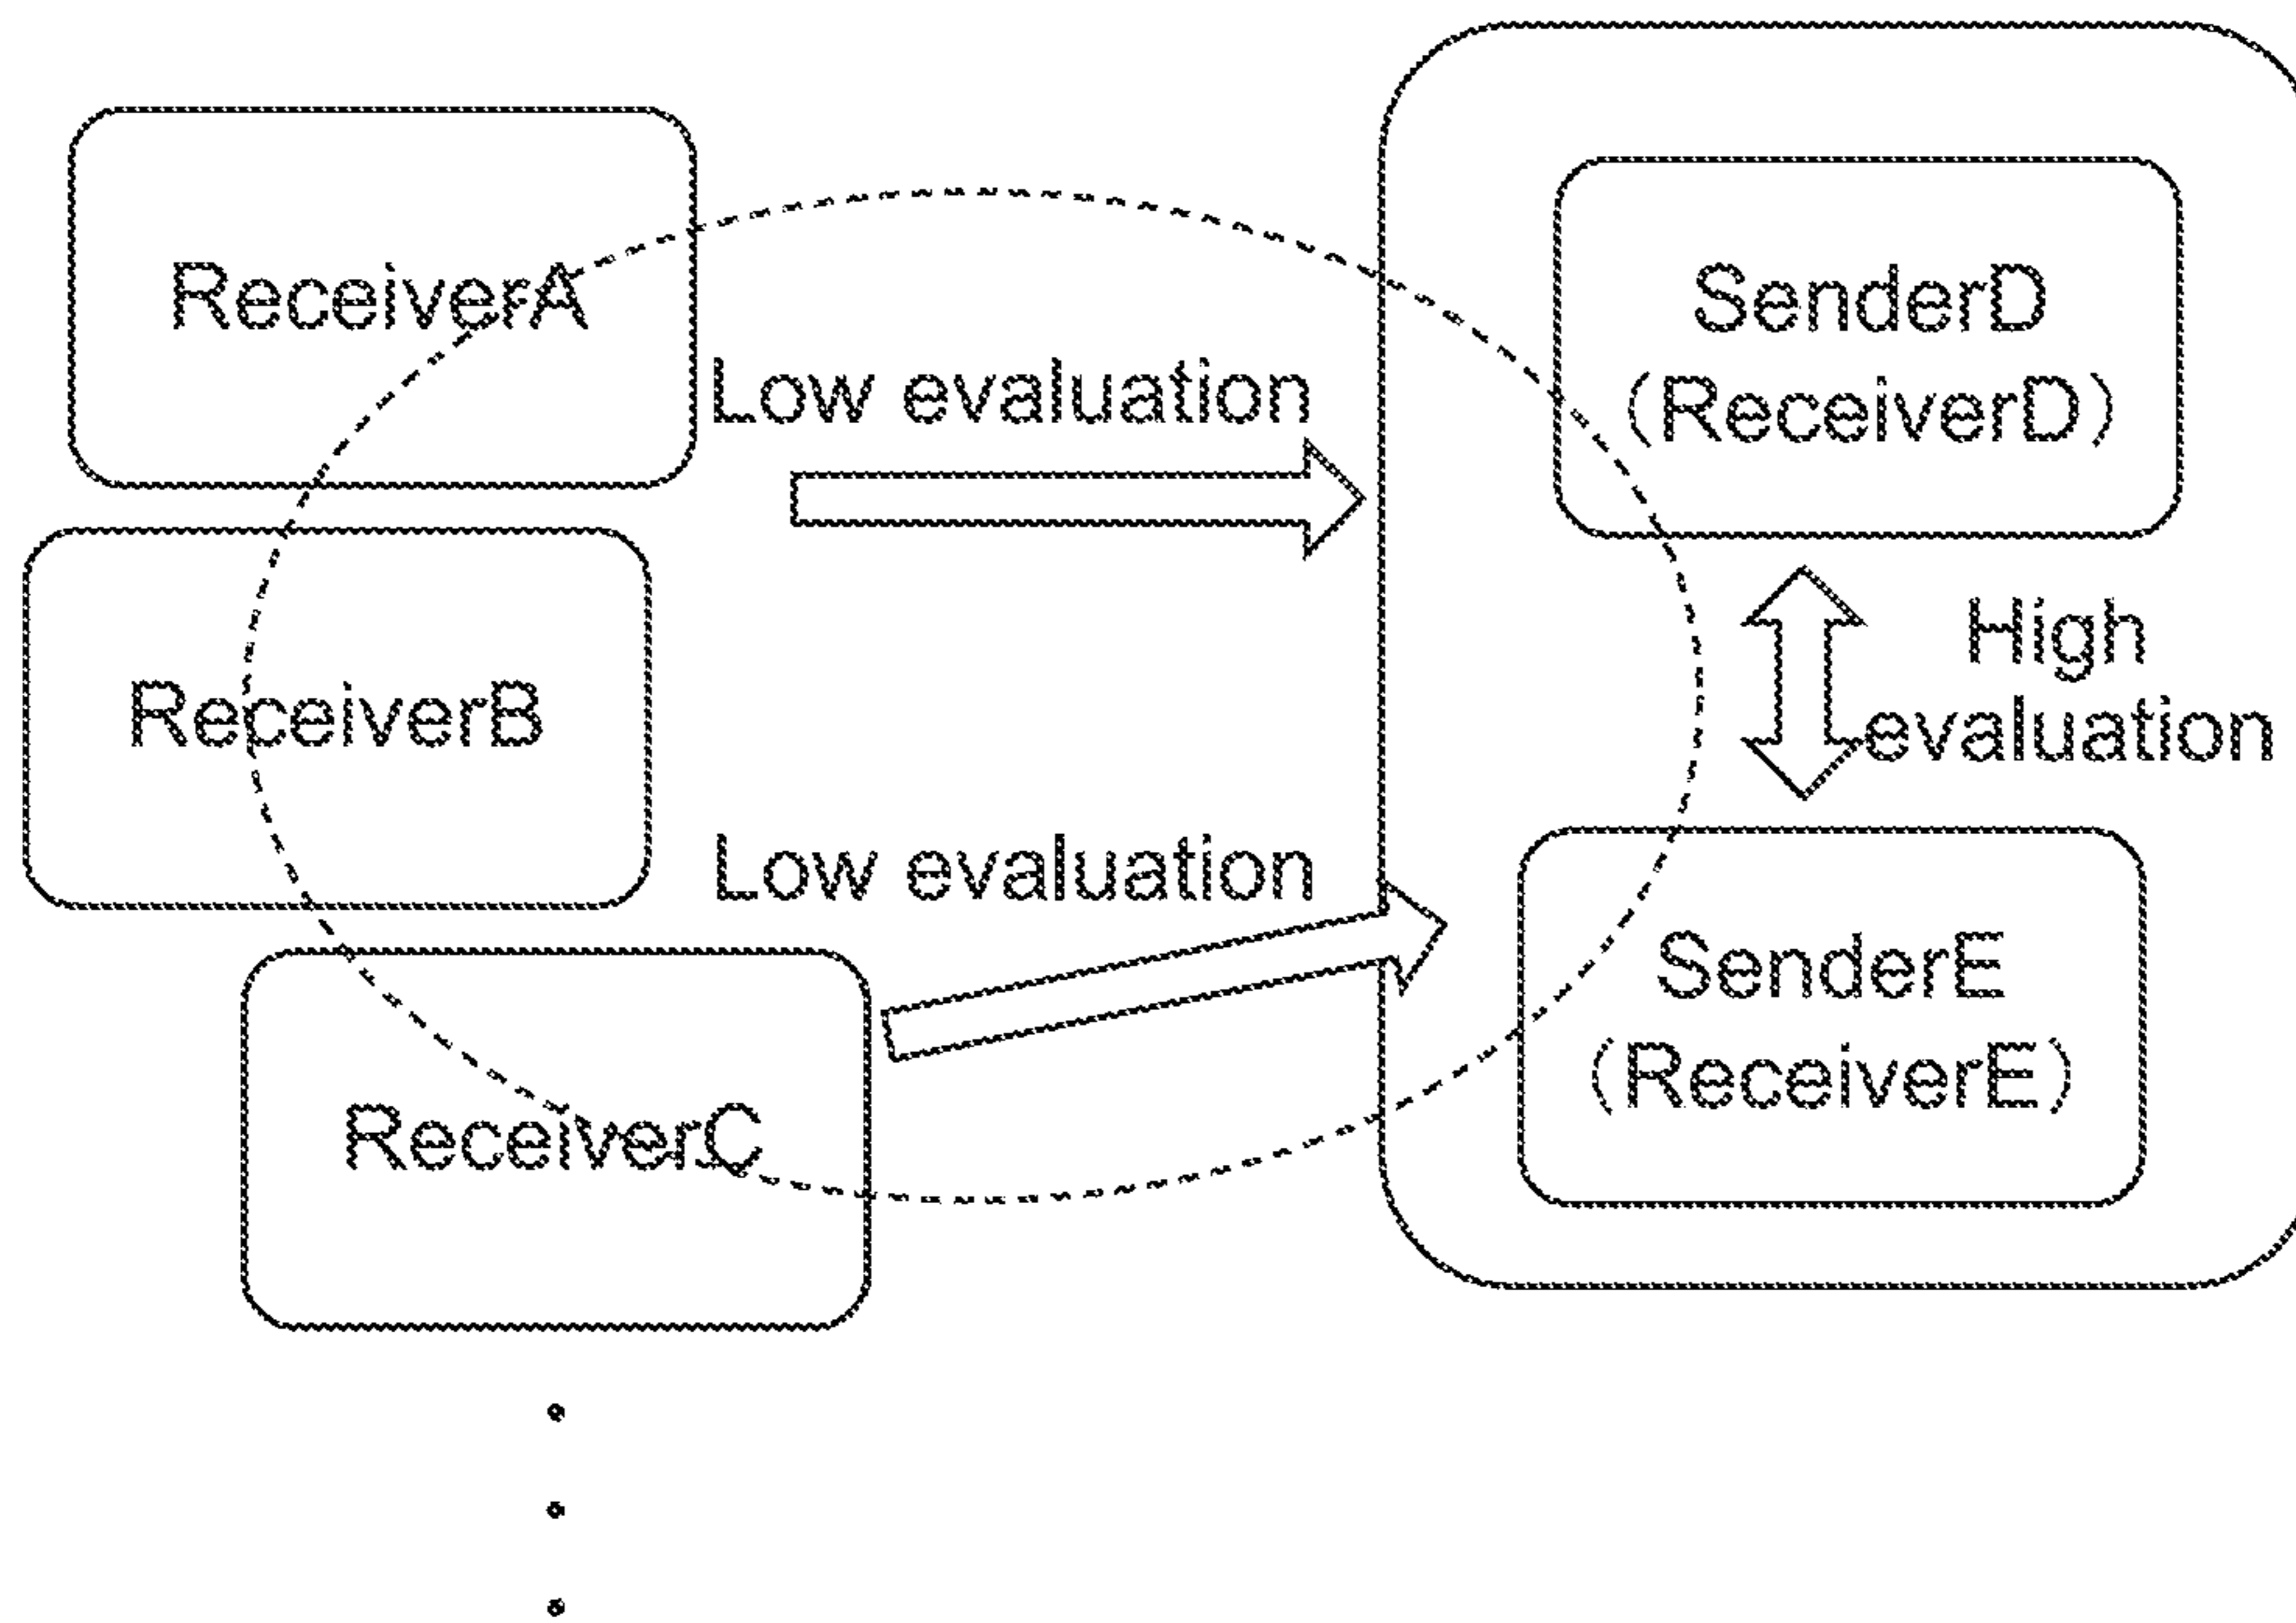 ReceiverA
Low evaluation
SenderD
(ReceiverD)
ReceiverB
High
evaluation
Low evaluation
ReceiverC
SenderE
(ReceiverE)